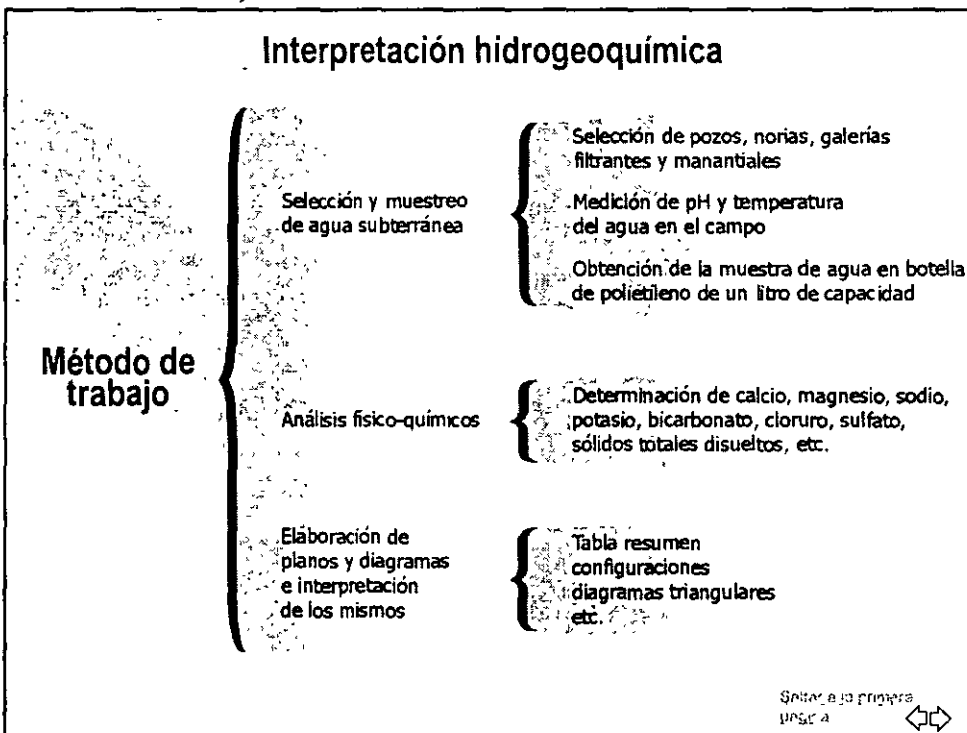 Interpretación hidrogeoquímica
Método de
trabajo
Selección y muestreo
de agua subterránea
Selección de pozos, norias, galerías
filtrantes y manantiales
Medición de pH y temperatura
del agua en el campo
Obtención de la muestra de agua en botella
de polietileno de un litro de capacidad
Análisis fisico-químicos
Determinación de calcio, magnesio, sodio,
potasio, bicarbonato, cloruro, sulfato,
sólidos totales disueltos, etc.
Elaboración de
planos y diagramas
e interpretación
de los mismos
Tabla resumen
configuraciones
diagramas triangulares
etc.
a primera